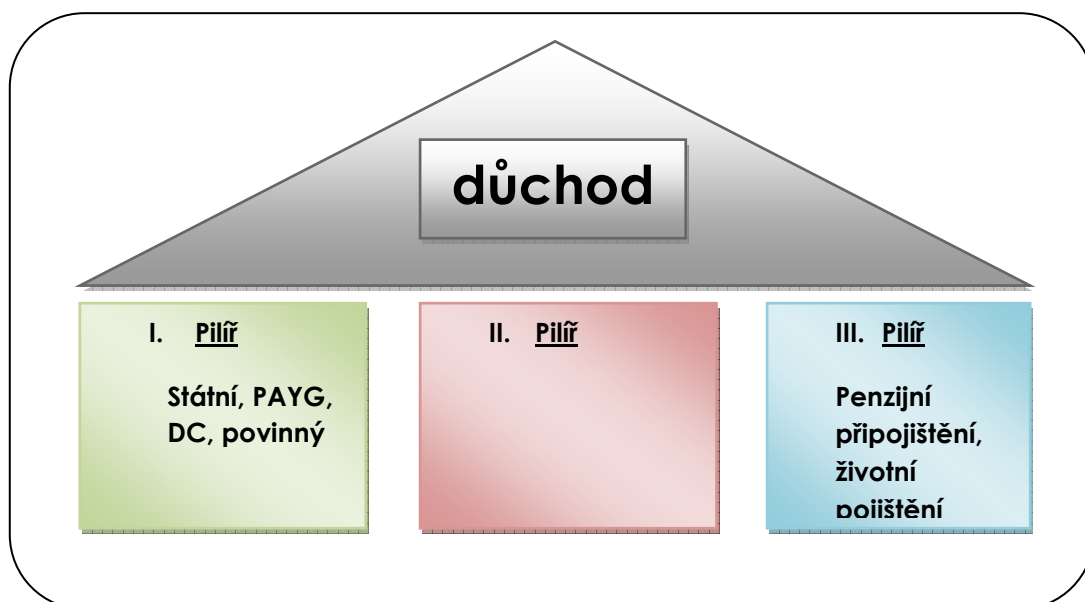 důchod
I. Pilíř
Státní, PAYG,
DC, povinný
II. Pilíř
III. Pilíř
Penzijní
připojištění,
životní
pojištění